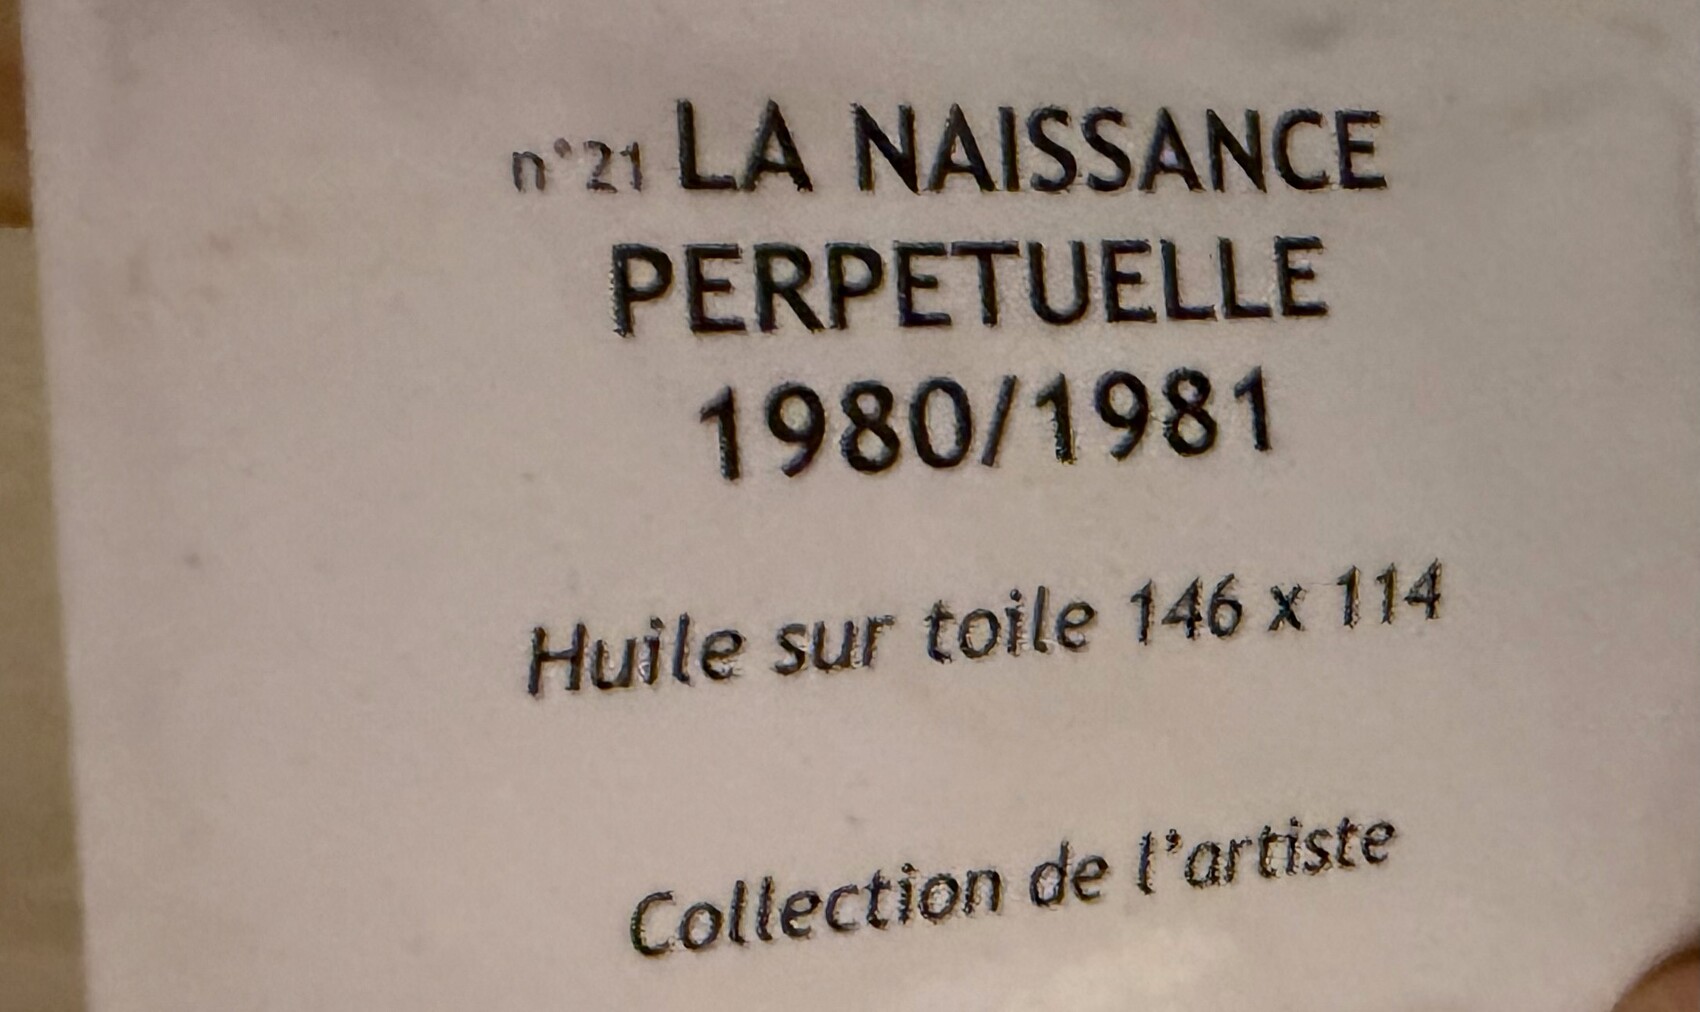 n°21 LA NAISSANCE
PERPETUELLE
1980/1981
Huile sur toile 146 x 114
Collection de l'artiste